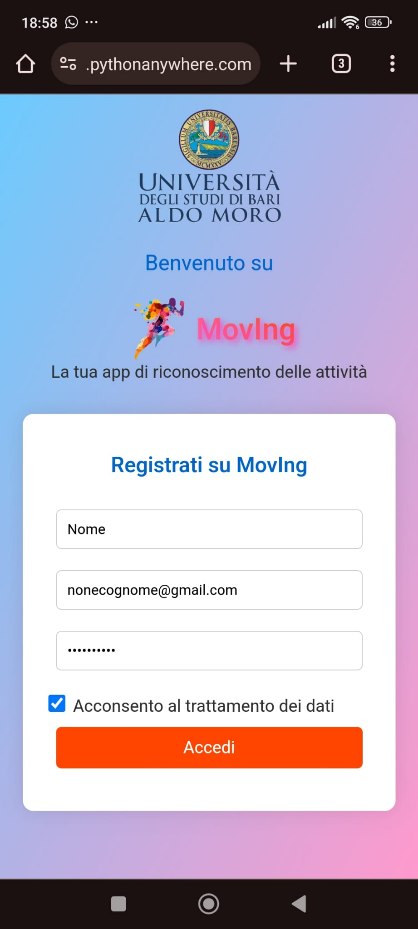 18:58
36
.pythonanywhere.com
3
UNIVERSITÀ
DEGLI STUDI DI BARI
ALDO MORO
Benvenuto su
MovIng
La tua app di riconoscimento delle attività
Registrati su MovIng
Nome
nonecognome@gmail.com
••••••••••
Acconsento al trattamento dei dati
Accedi